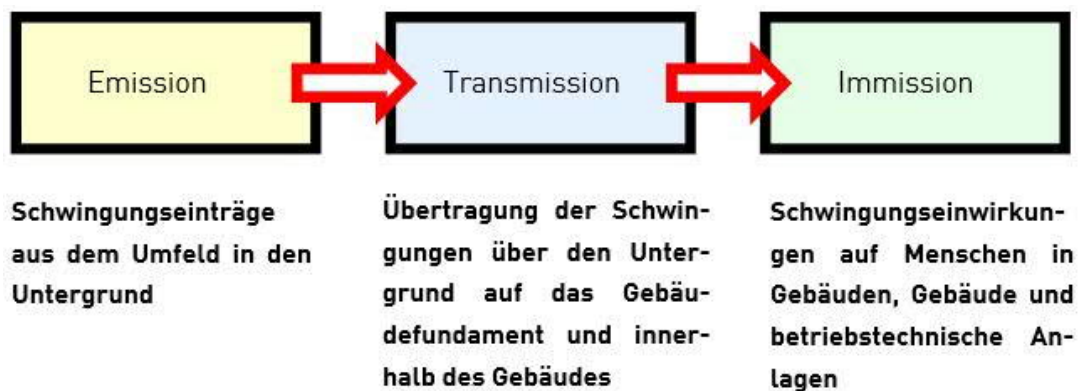 Emission
Transmission
Immission
Schwingungseinträge
aus dem Umfeld in den
Untergrund
Übertragung der Schwin-
gungen über den Unter-
grund auf das Gebäu-
defundament und inner-
halb des Gebäudes
Schwingungseinwirkun-
gen auf Menschen in
Gebäuden, Gebäude und
betriebstechnische An-
lagen